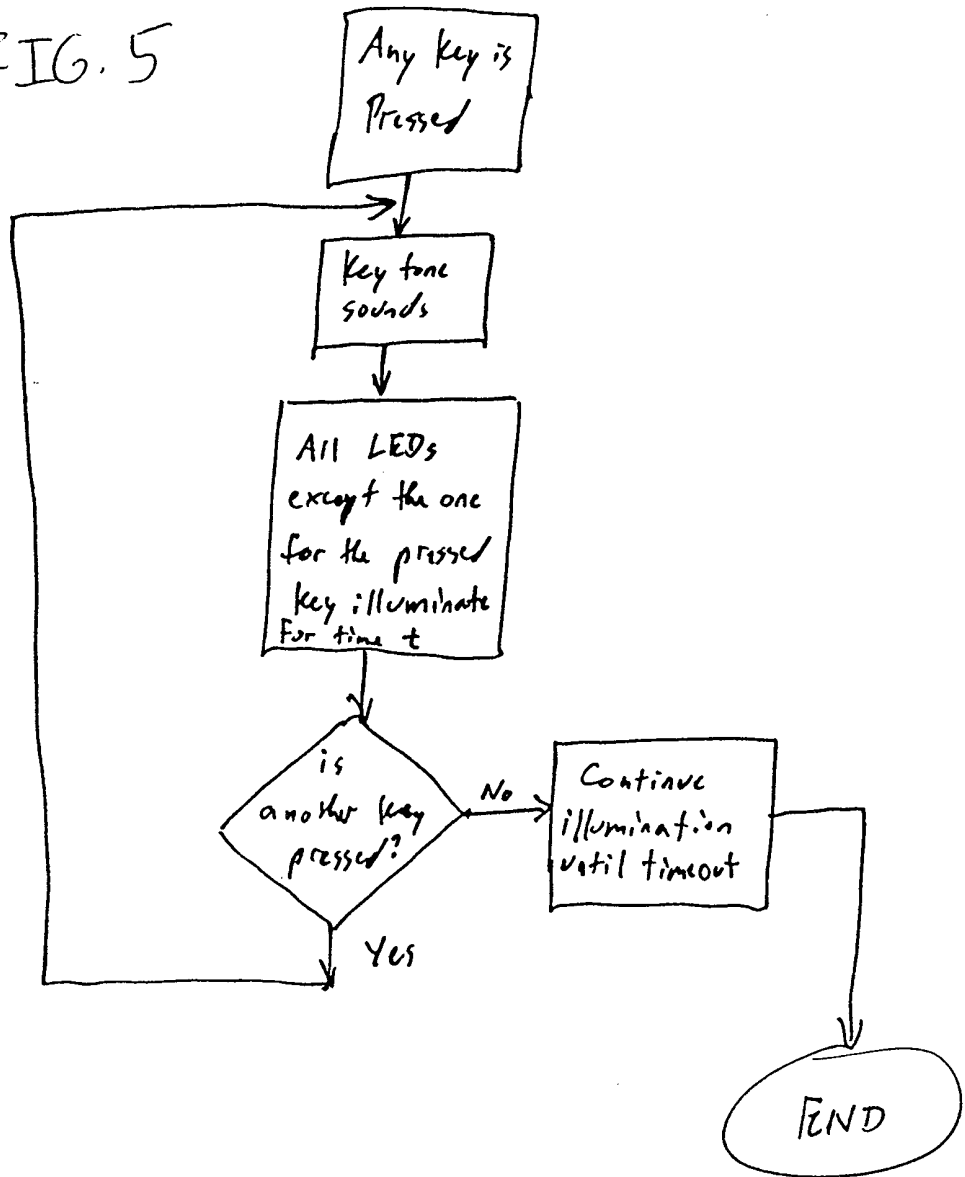 FIG. 5
Any key is
Pressed
Key tone
sounds
All LEDs
except the one
for the pressed
key illuminate
For time t
is
another key
pressed?
No
Continue
illumination
until timeout
Yes
END